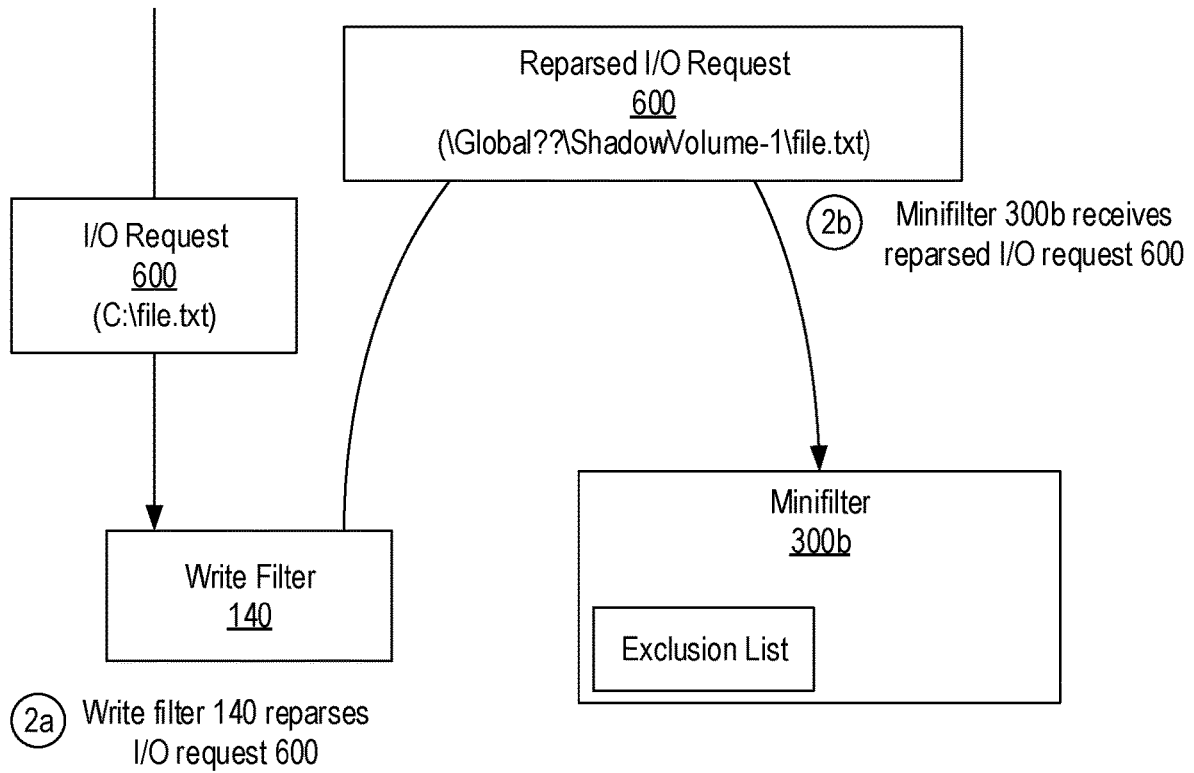 Reparsed I/O Request
600
(\Global??\ShadowVolume-1\file.txt)
I/O Request
600
(C:\file.txt)
2b
Minifilter 300b receives
reparsed I/O request 600
Write Filter
140
Minifilter
300b
Exclusion List
2a
Write filter 140 reparses
I/O request 600